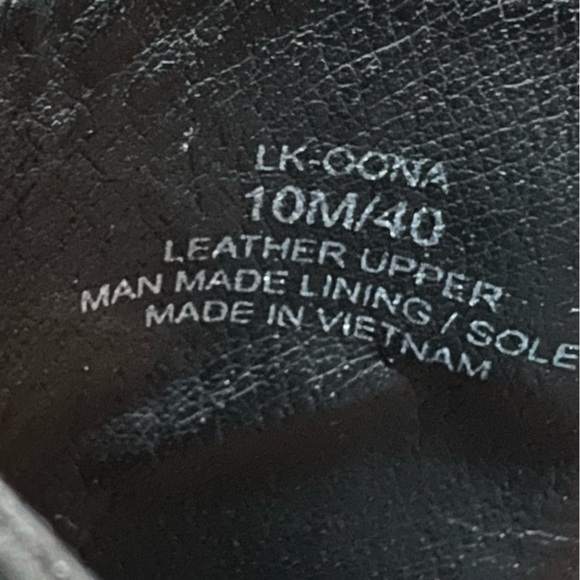 LK-OONA
10M/40
LEATHER UPPER
MAN MADE LINING / SOLE
MADE IN VIETNAM